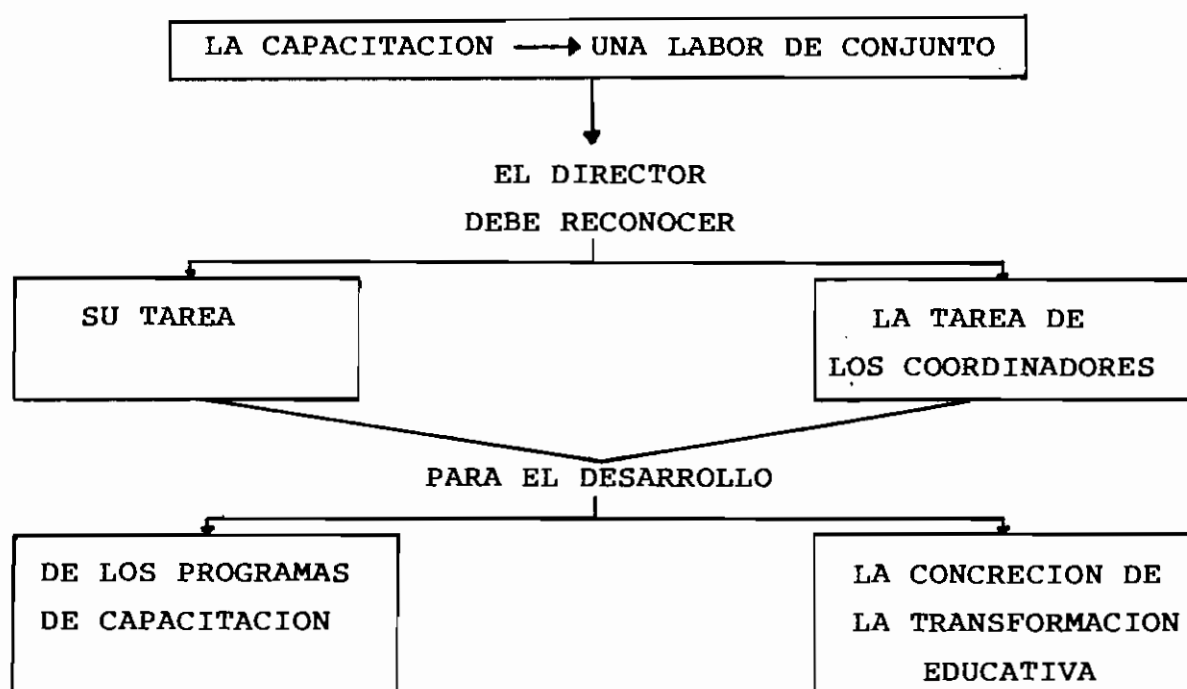 LA CAPACITACION → UNA LABOR DE CONJUNTO
EL DIRECTOR
DEBE RECONOCER
SU TAREA
LA TAREA DE
LOS COORDINADORES
PARA EL DESARROLLO
DE LOS PROGRAMAS
DE CAPACITACION
LA CONCRECION DE
LA TRANSFORMACION
EDUCATIVA